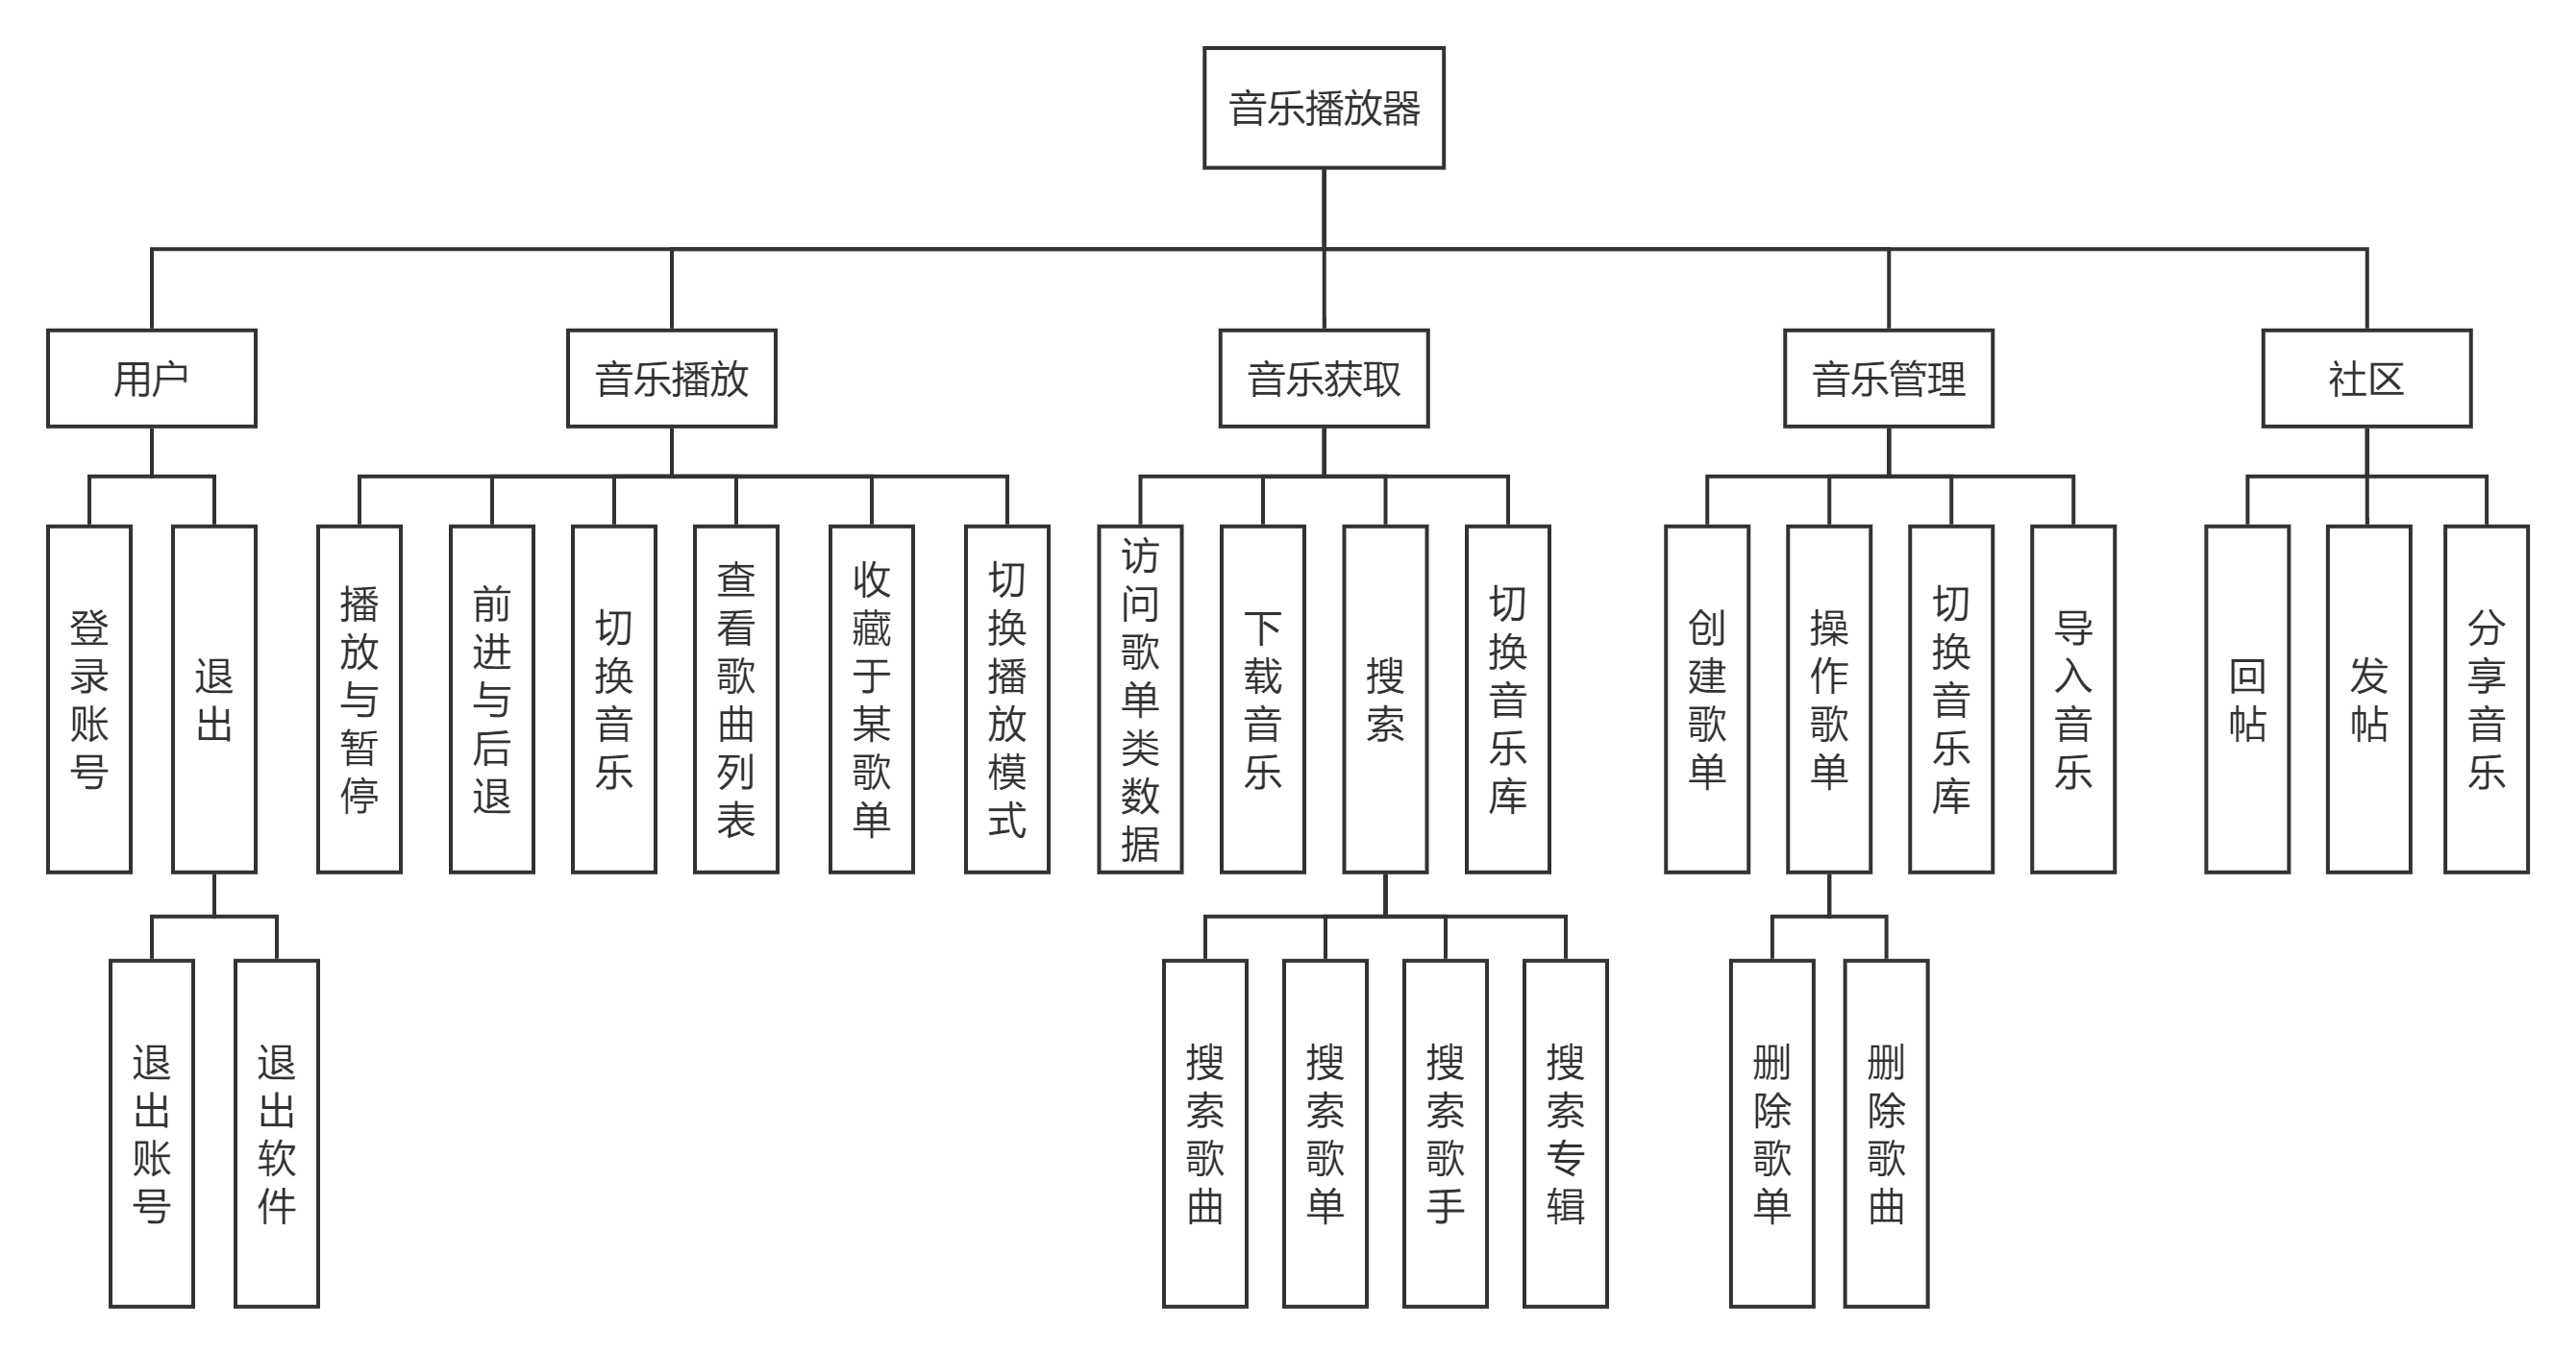 音乐播放器
用户
音乐播放
音乐获取
音乐管理
社区
登录账号
退出
播放与暂停
前进与后退
切换音乐
查看歌曲列表
收藏于某歌单
切换播放模式
访问歌单类数据
下载音乐
搜索
切换音乐库
创建歌单
操作歌单
切换音乐库
导入音乐
回帖
发帖
分享音乐
退出账号
退出软件
搜索歌曲
搜索歌单
搜索歌手
搜索专辑
删除歌单
删除歌曲